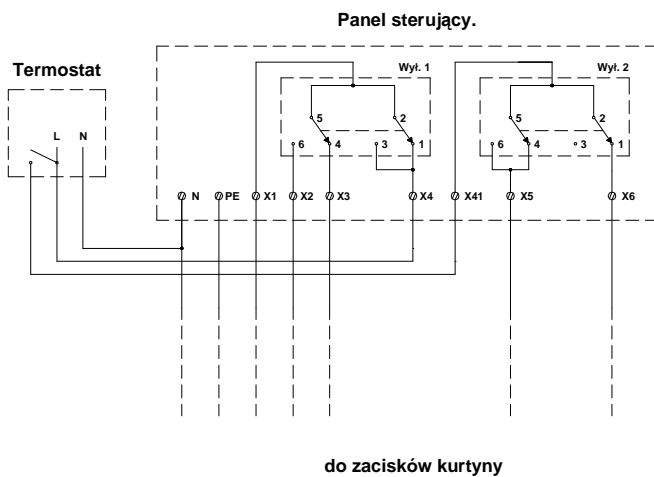 Panel sterujący.
Termostat
Wył. 1
Wył. 2
5 2 5 2
L N
6 4 3 1 6 4 3 1
N PE X1 X2 X3 X4 X41 X5 X6
do zacisków kurtyny